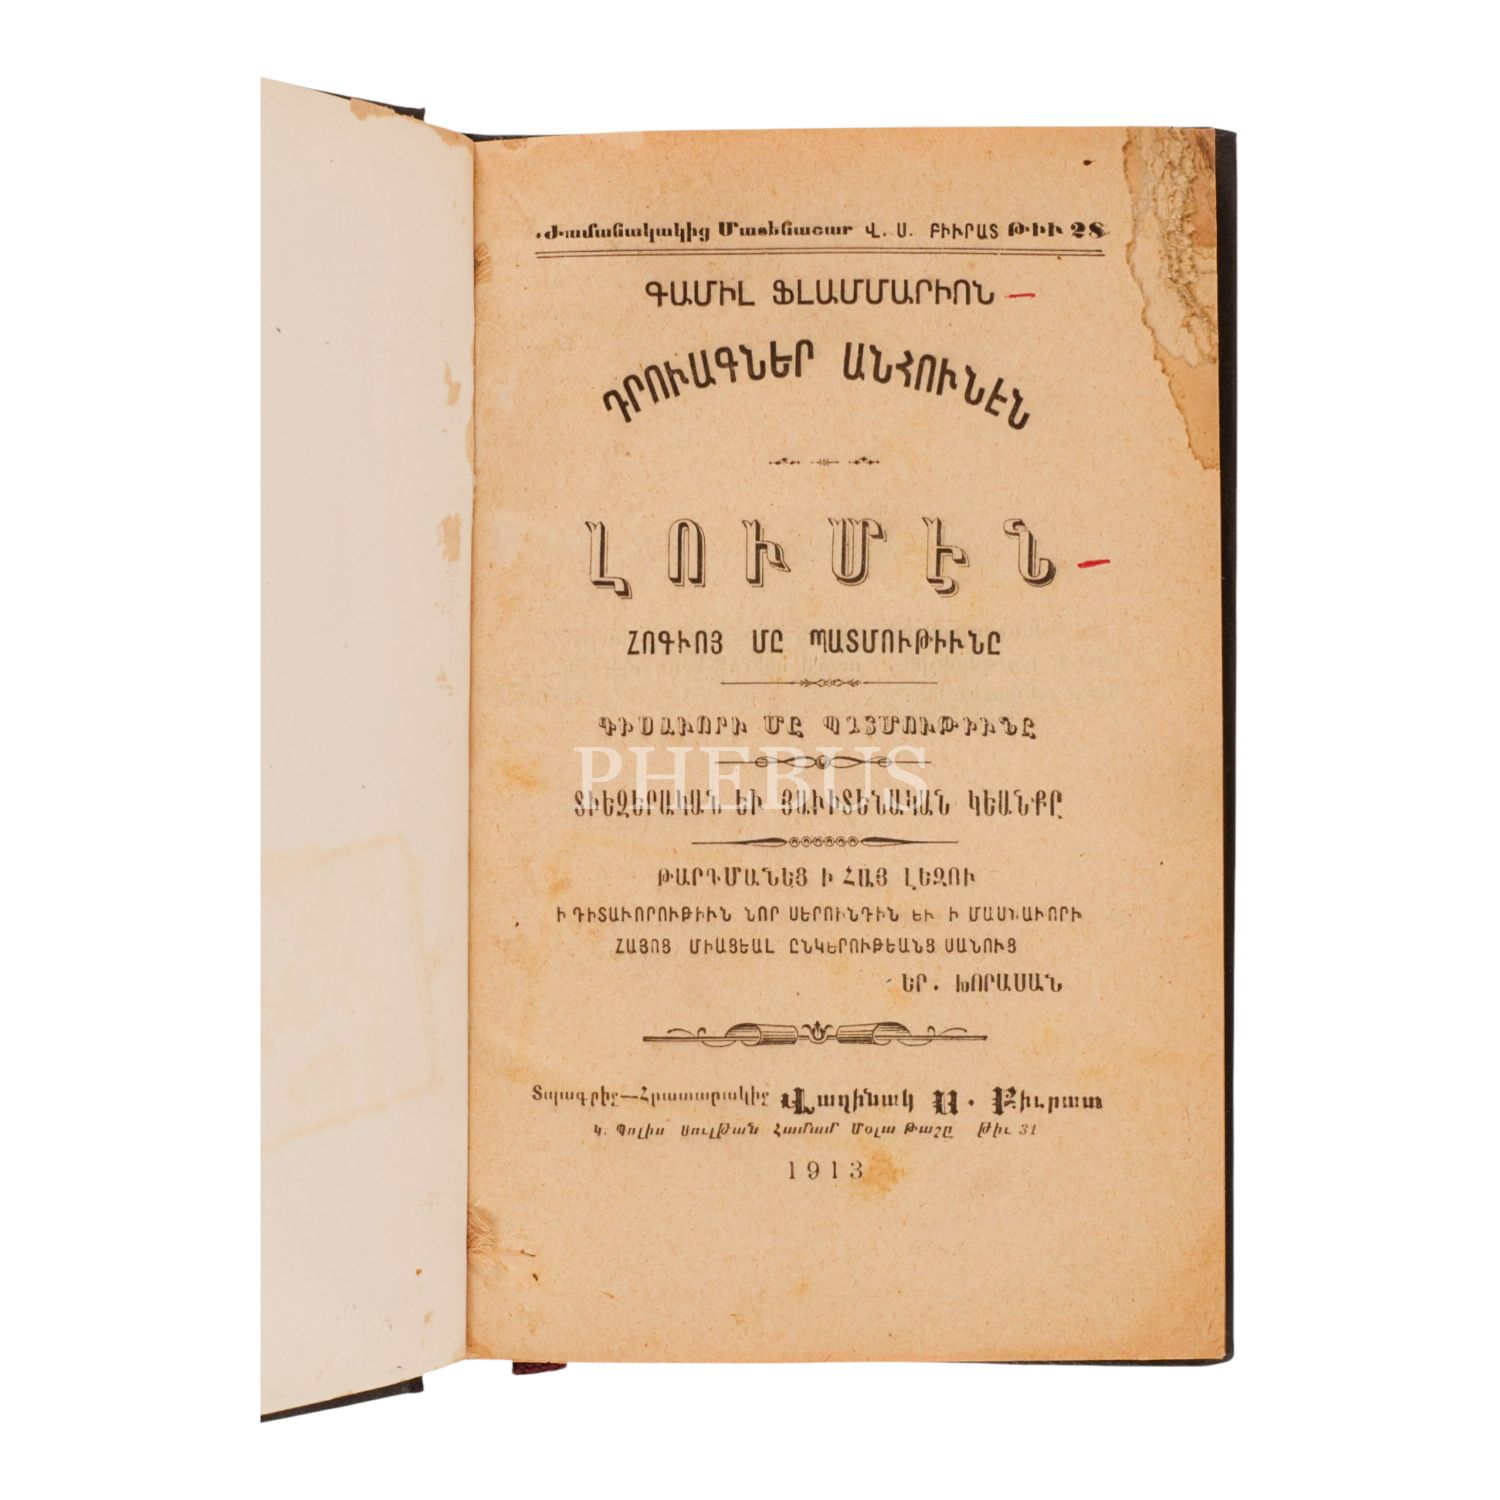 Ժամանակակից Մատենաշար Վ. Ս. ԲԻՒՐԱՏ ԹԻՒ 28
ԳԱՄԻԼ ՖԼԱՄՄԱՐԻՈՆ
ԴՐՈՒԱԳՆԵՐ ԱՆՀՈՒՆԷՆ
ԼՈՒՄԷՆ
ՀՈԳԻՈՅ ՄԸ ՊԱՏՄՈՒԹԻՒՆԸ
ԳԻՍԱՒՈՐԻ ՄԸ ՊԱՏՄՈՒԹԻՒՆԸ
PHEBUS
ՏԻԵԶԵՐԱԿԱՆ ԵՒ ՅԱՒԻՏԵՆԱԿԱՆ ԿԵԱՆՔԸ
ԹԱՐԳՄԱՆԵՑ Ի ՀԱՅ ԼԵԶՈՒ
Ի ԴԻՏԱՒՈՐՈՒԹԻՒՆ ՆՈՐ ՍԵՐՈՒՆԴԻՆ ԵՒ Ի ՄԱՍՆԱՒՈՐԻ
ՀԱՅՈՑ ՄԻԱՑԵԱԼ ԸՆԿԵՐՈՒԹԵԱՆՑ ՍԱՆՈՒՑ
ԵՐ. ԽՈՐԱՍԱՆ
Տպագրիչ—Հրատարակիչ Վաղինակ Ս. Բիւրատ
Կ. Պոլիս Սուլթան Համամ Մօլա Թաշը Թիւ 31
1913